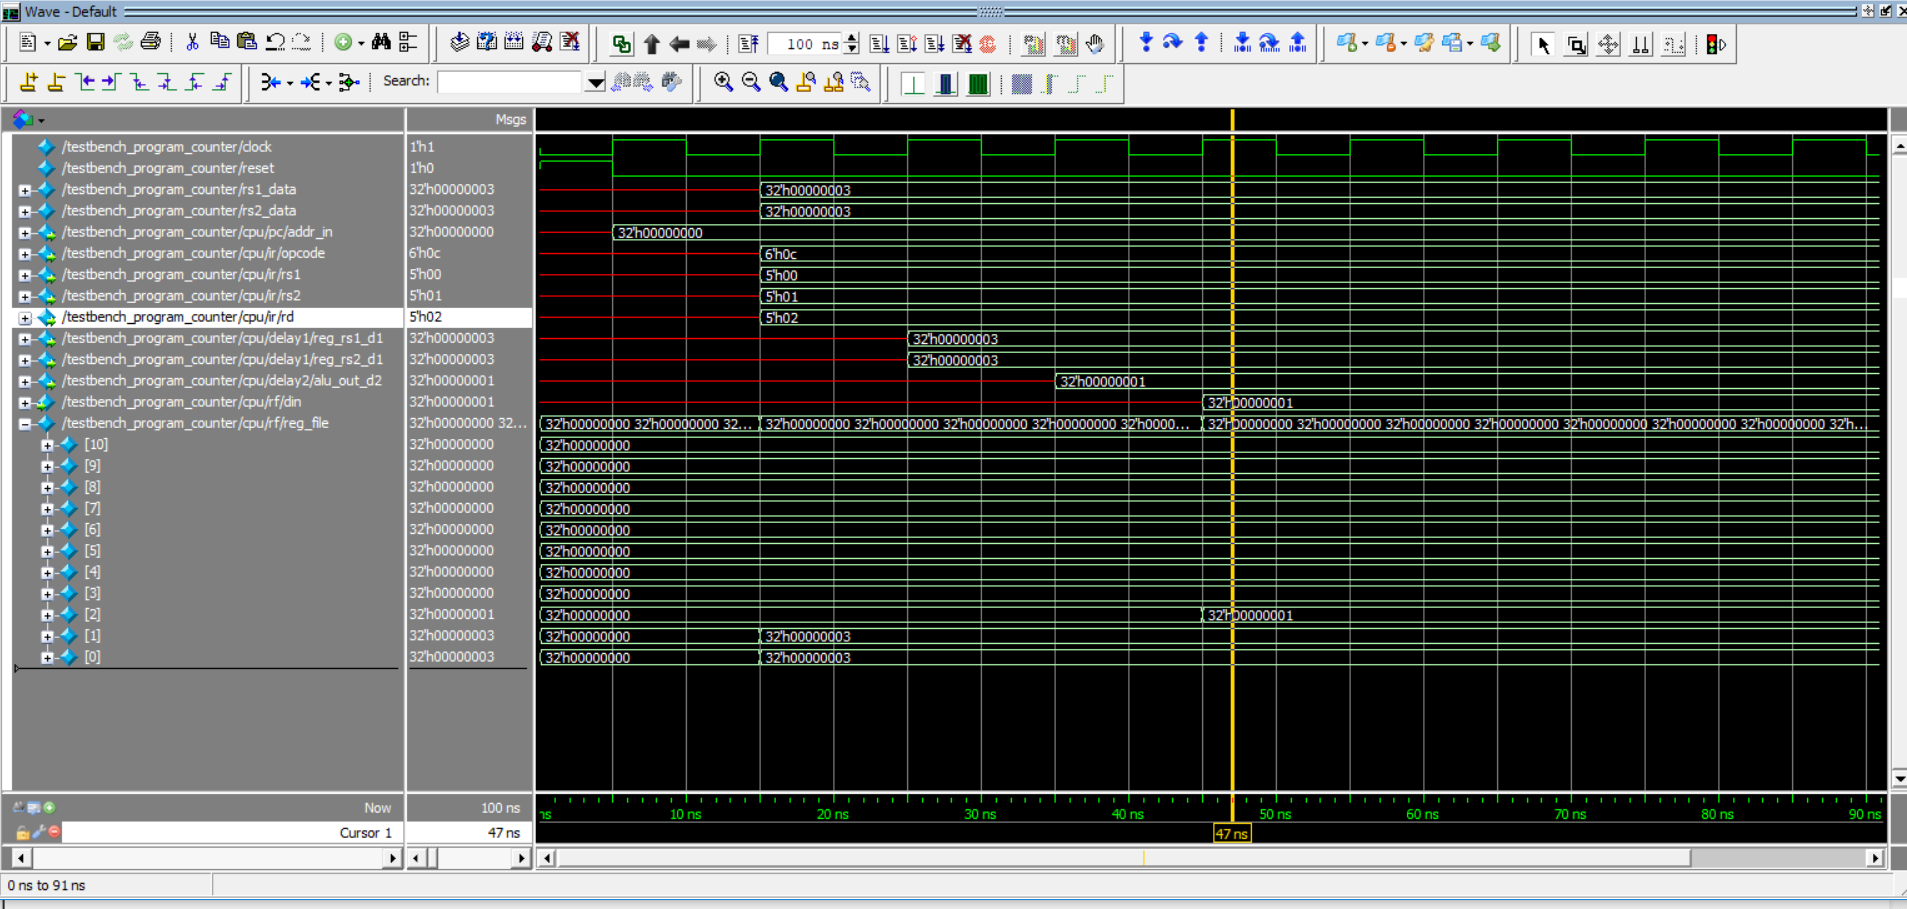 Wave - Default
100 ns
Search:
Msgs
/testbench_program_counter/clock 1'h1
/testbench_program_counter/reset 1'h0
/testbench_program_counter/rs1_data 32'h00000003 32'h00000003
/testbench_program_counter/rs2_data 32'h00000003 32'h00000003
/testbench_program_counter/cpu/pc/addr_in 32'h00000000 32'h00000000
/testbench_program_counter/cpu/ir/opcode 6'h0c 6'h0c
/testbench_program_counter/cpu/ir/rs1 5'h00 5'h00
/testbench_program_counter/cpu/ir/rs2 5'h01 5'h01
/testbench_program_counter/cpu/ir/rd 5'h02 5'h02
/testbench_program_counter/cpu/delay1/reg_rs1_d1 32'h00000003 32'h00000003
/testbench_program_counter/cpu/delay1/reg_rs2_d1 32'h00000003 32'h00000003
/testbench_program_counter/cpu/delay2/alu_out_d2 32'h00000001 32'h00000001
/testbench_program_counter/cpu/rf/din 32'h00000001 32'h00000001
/testbench_program_counter/cpu/rf/reg_file 32'h00000000 32... 32'h00000000 32'h00000000 32... 32'h00000000 32'h00000000 32'h00000000 32'h00000000 32'h0000... 32'h00000000 32'h00000000 32'h00000000 32'h00000000 32'h00000000 32'h00000000 32'h00000000 32'h...
[10] 32'h00000000 32'h00000000
[9] 32'h00000000 32'h00000000
[8] 32'h00000000 32'h00000000
[7] 32'h00000000 32'h00000000
[6] 32'h00000000 32'h00000000
[5] 32'h00000000 32'h00000000
[4] 32'h00000000 32'h00000000
[3] 32'h00000000 32'h00000000
[2] 32'h00000001 32'h00000000 32'h00000001
[1] 32'h00000003 32'h00000000 32'h00000003
[0] 32'h00000003 32'h00000000 32'h00000003
Now 100 ns ns 10 ns 20 ns 30 ns 40 ns 50 ns 60 ns 70 ns 80 ns 90 ns
Cursor 1 47 ns 47 ns
0 ns to 91 ns